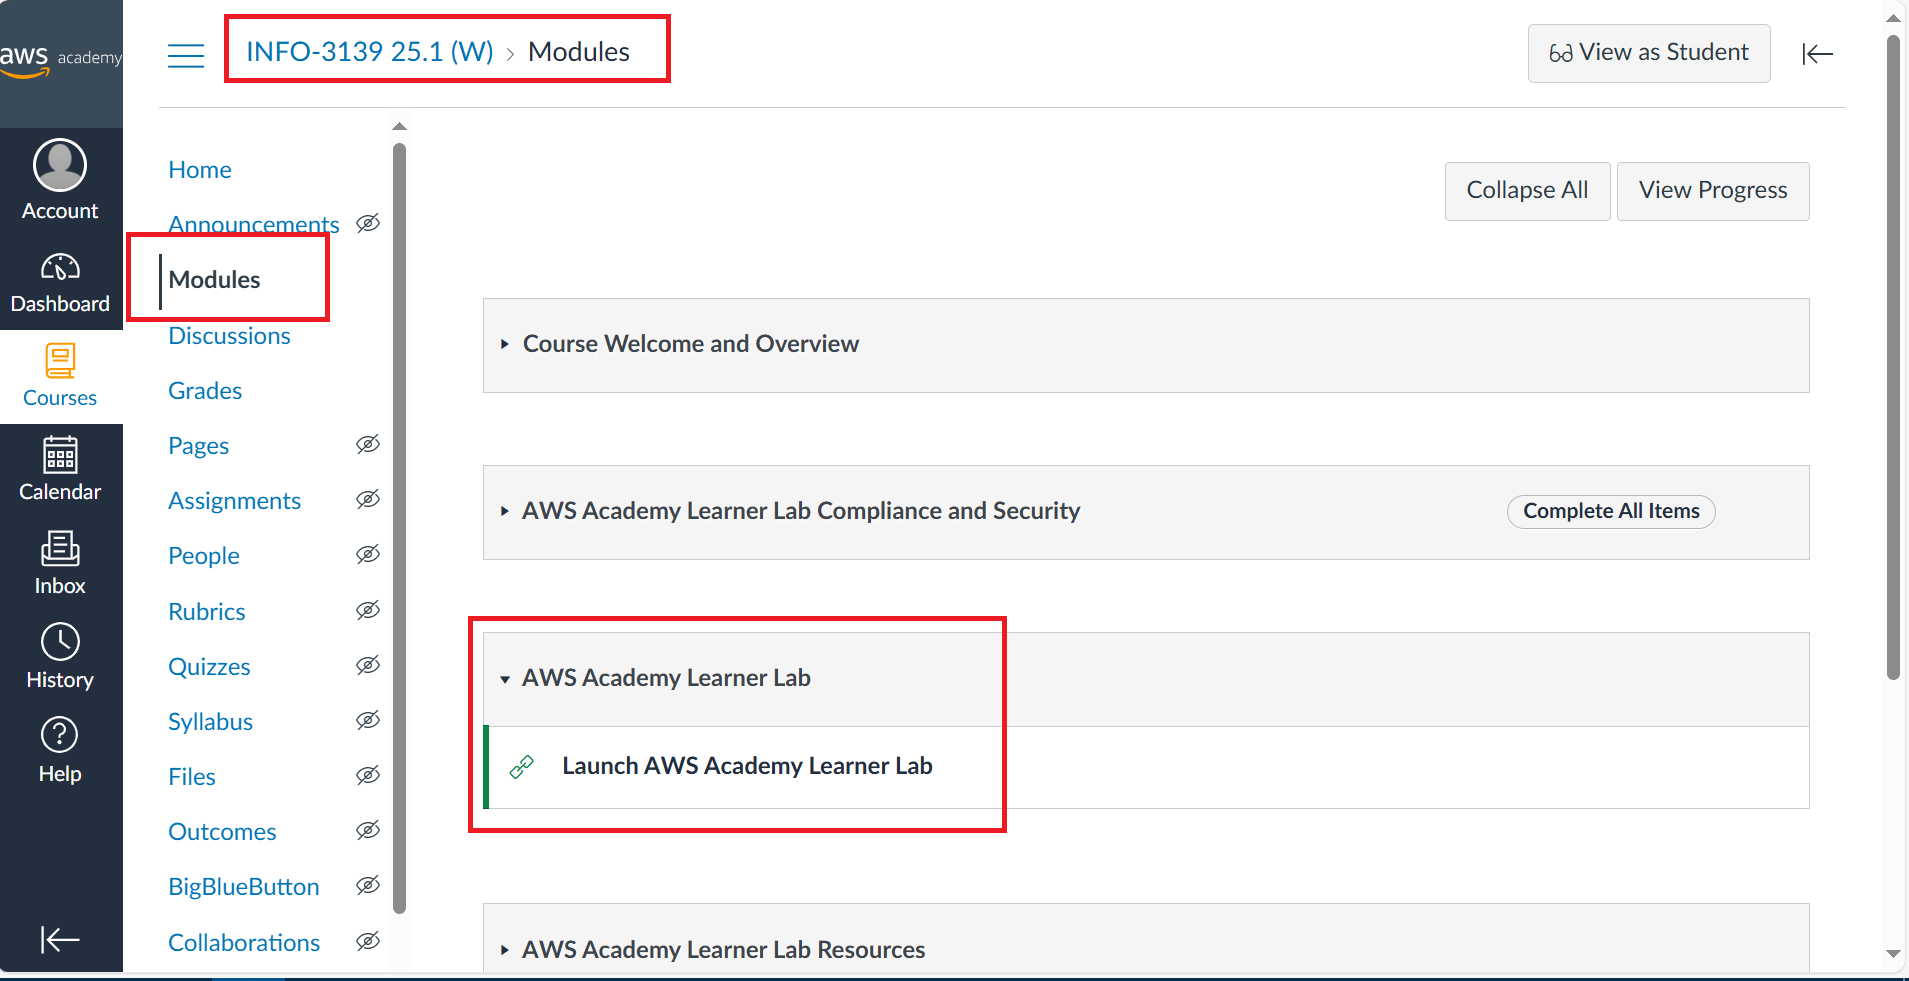 aws academy
INFO-3139 25.1 (W) › Modules
View as Student
Account
Dashboard
Courses
Calendar
Inbox
History
Help
Home
Announcements
Modules
Discussions
Grades
Pages
Assignments
People
Rubrics
Quizzes
Syllabus
Files
Outcomes
BigBlueButton
Collaborations
Collapse All
View Progress
Course Welcome and Overview
AWS Academy Learner Lab Compliance and Security
Complete All Items
AWS Academy Learner Lab
Launch AWS Academy Learner Lab
AWS Academy Learner Lab Resources